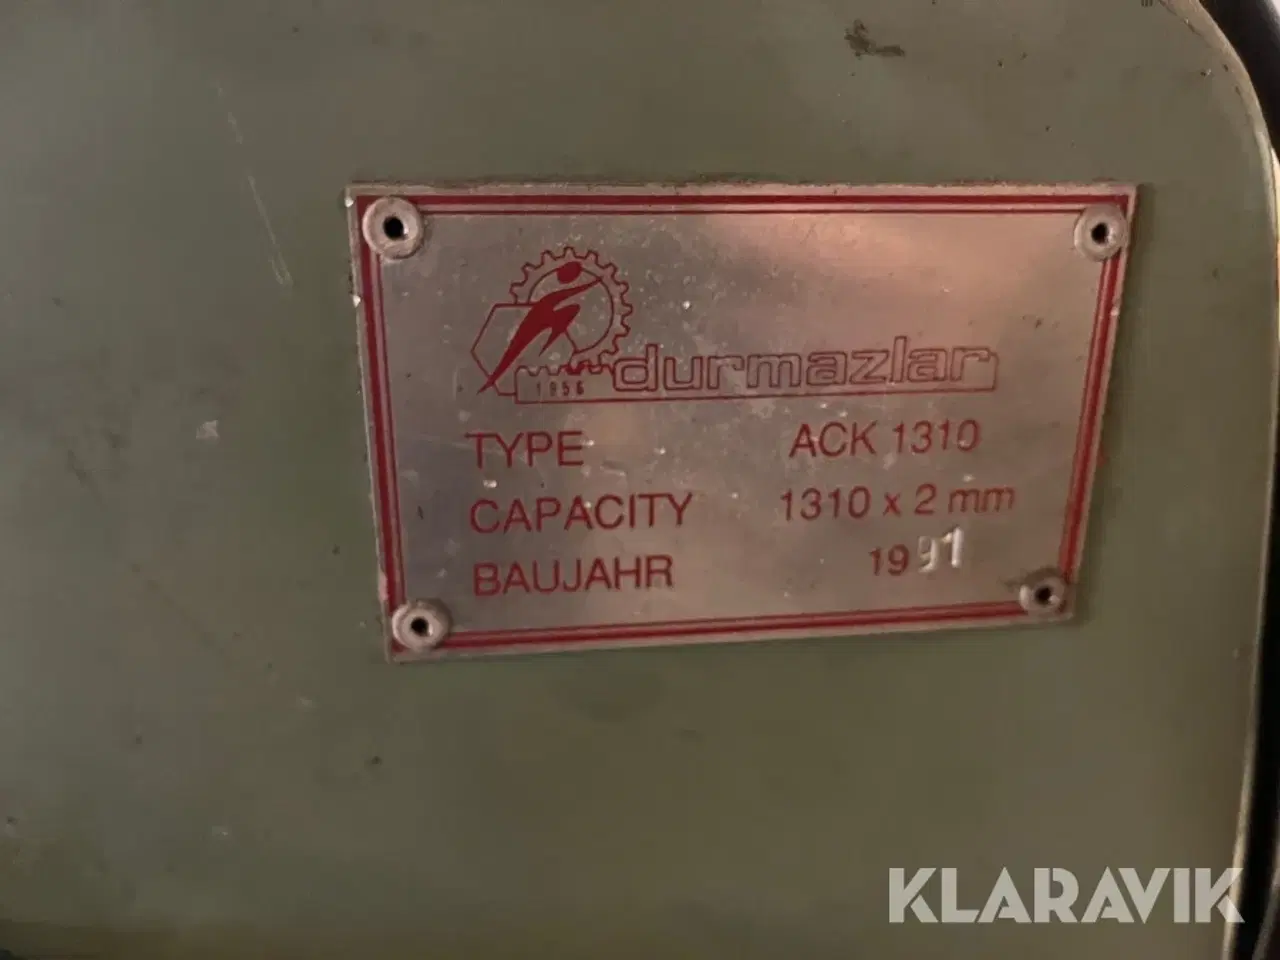 1956 durmazlar
TYPE ACK 1310
CAPACITY 1310 x 2 mm
BAUJAHR 1991
KLARAVIK